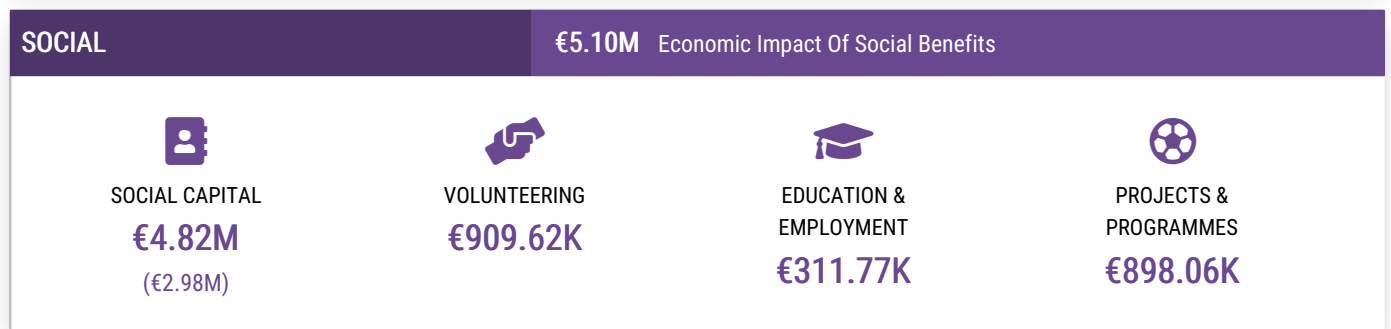 SOCIAL
€5.10M Economic Impact Of Social Benefits
SOCIAL CAPITAL
€4.82M
(€2.98M)
VOLUNTEERING
€909.62K
EDUCATION &
EMPLOYMENT
€311.77K
PROJECTS &
PROGRAMMES
€898.06K